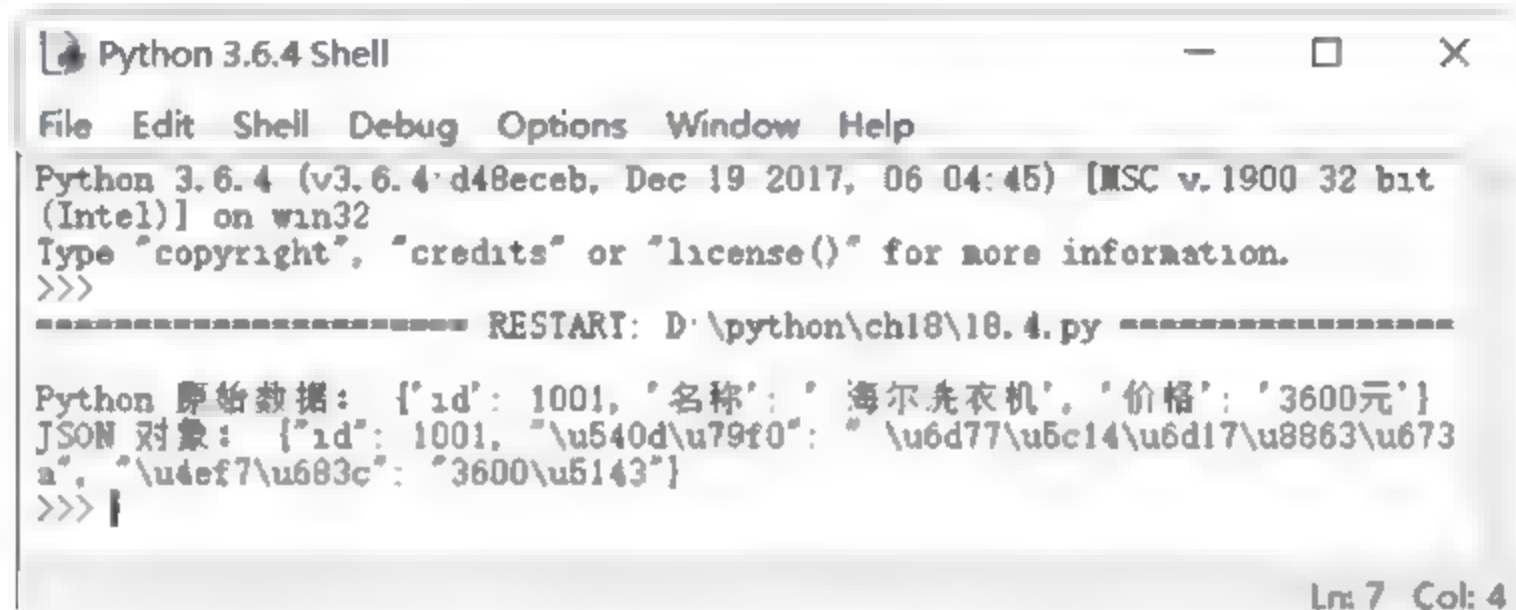 Python 3.6.4 Shell
File Edit Shell Debug Options Window Help
Python 3.6.4 (v3.6.4:d48eceb, Dec 19 2017, 06:04:45) [MSC v.1900 32 bit
(Intel)] on win32
Type "copyright", "credits" or "license()" for more information.
>>>
====================== RESTART: D:\python\ch18\18.4.py =================
Python 原始数据: {'id': 1001, '名称': ' 海尔洗衣机', '价格': '3600元'}
JSON 对象: {"id": 1001, "\u540d\u79f0": " \u6d77\u5c14\u6d17\u8863\u673
a", "\u4ef7\u683c": "3600\u5143"}
>>>
Ln: 7 Col: 4